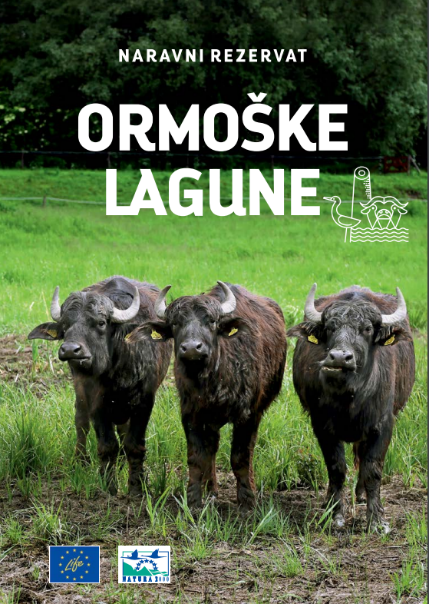 NARAVNI REZERVAT
ORMOŠKE
LAGUNE
Life
NATURA 2000